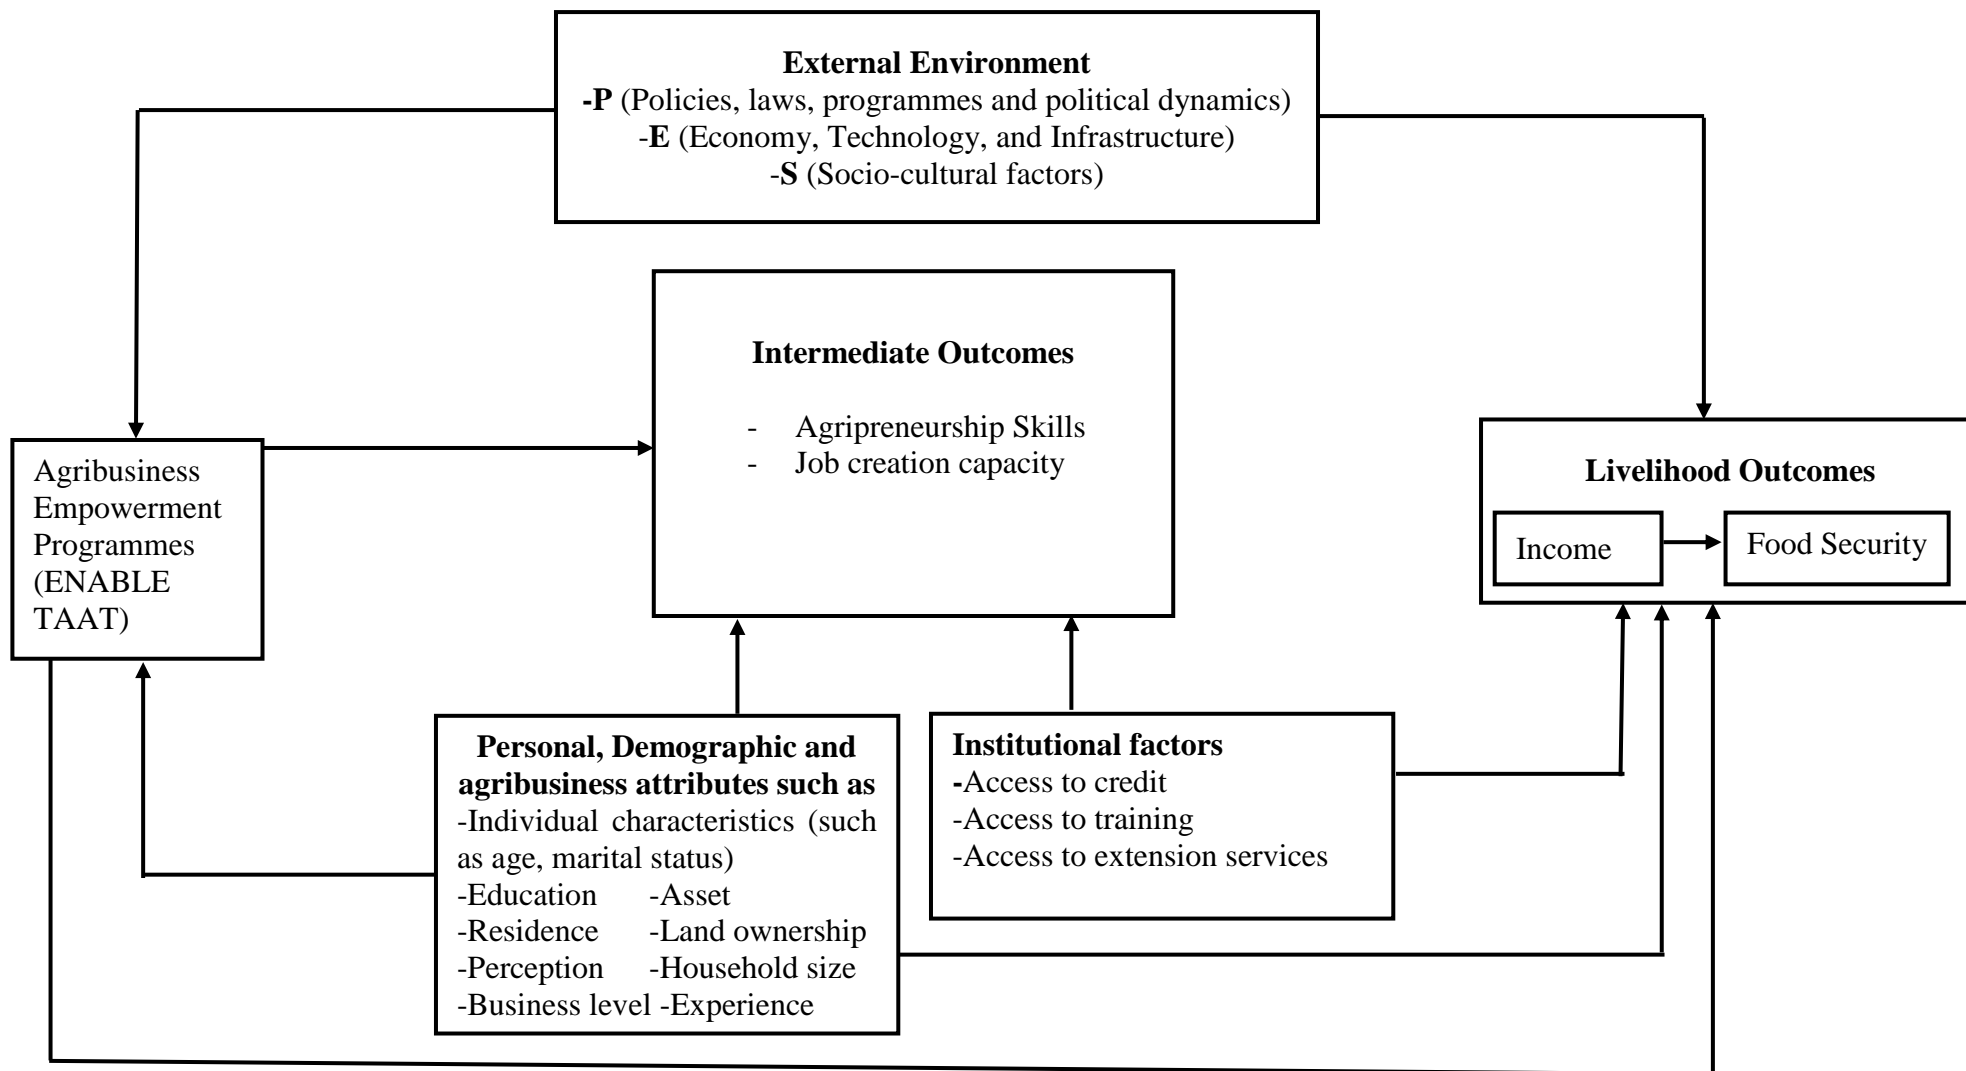 External Environment
-P (Policies, laws, programmes and political dynamics)
-E (Economy, Technology, and Infrastructure)
-S (Socio-cultural factors)
Intermediate Outcomes
- Agripreneurship Skills
- Job creation capacity
Agribusiness
Empowerment
Programmes
(ENABLE
TAAT)
Livelihood Outcomes
Income
Food Security
Personal, Demographic and
agribusiness attributes such as
-Individual characteristics (such
as age, marital status)
-Education -Asset
-Residence -Land ownership
-Perception -Household size
-Business level -Experience
Institutional factors
-Access to credit
-Access to training
-Access to extension services